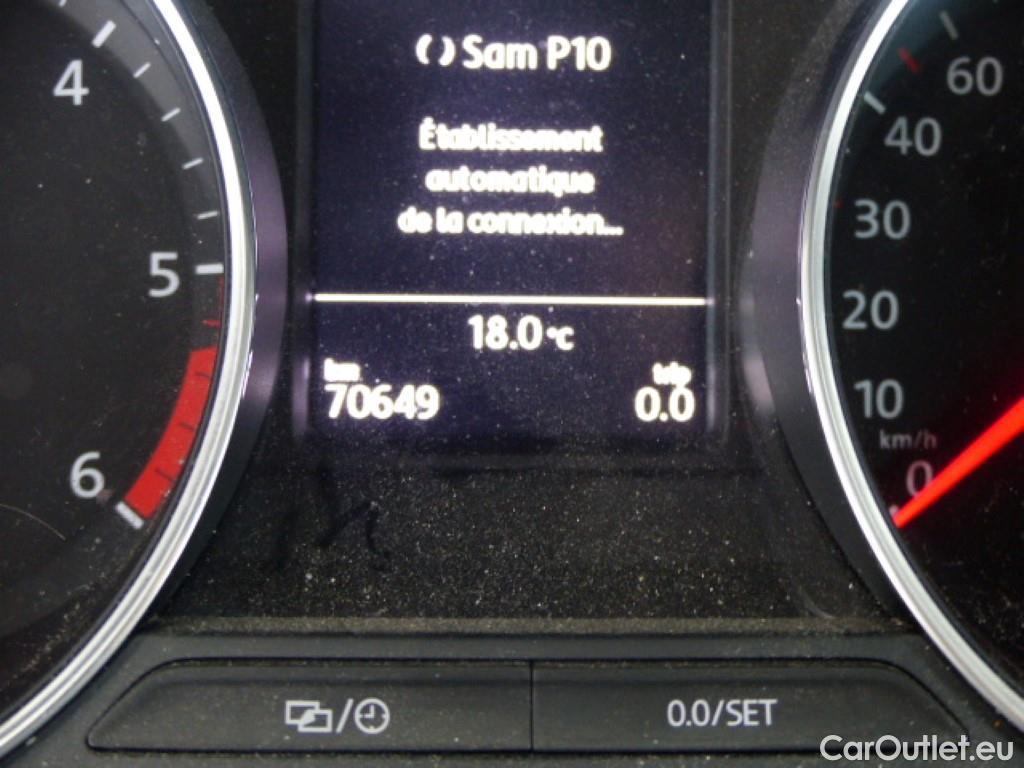 Sam P10
Établissement
automatique
de la connexion...
18.0 °C
km
trip
70649
0.0
4
5
6
60
40
30
20
10
km/h
0
/
0.0/SET
CarOutlet.eu